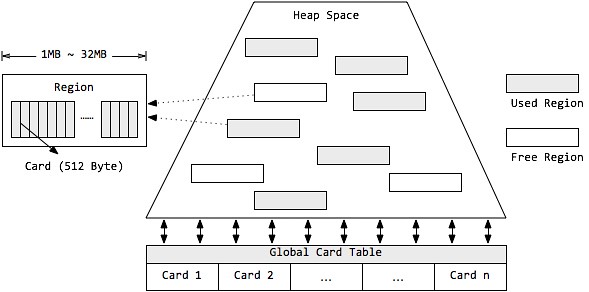 Heap Space
1MB ~ 32MB
Region
......
Card (512 Byte)
Used Region
Free Region
Global Card Table
Card 1
Card 2
...
...
Card n